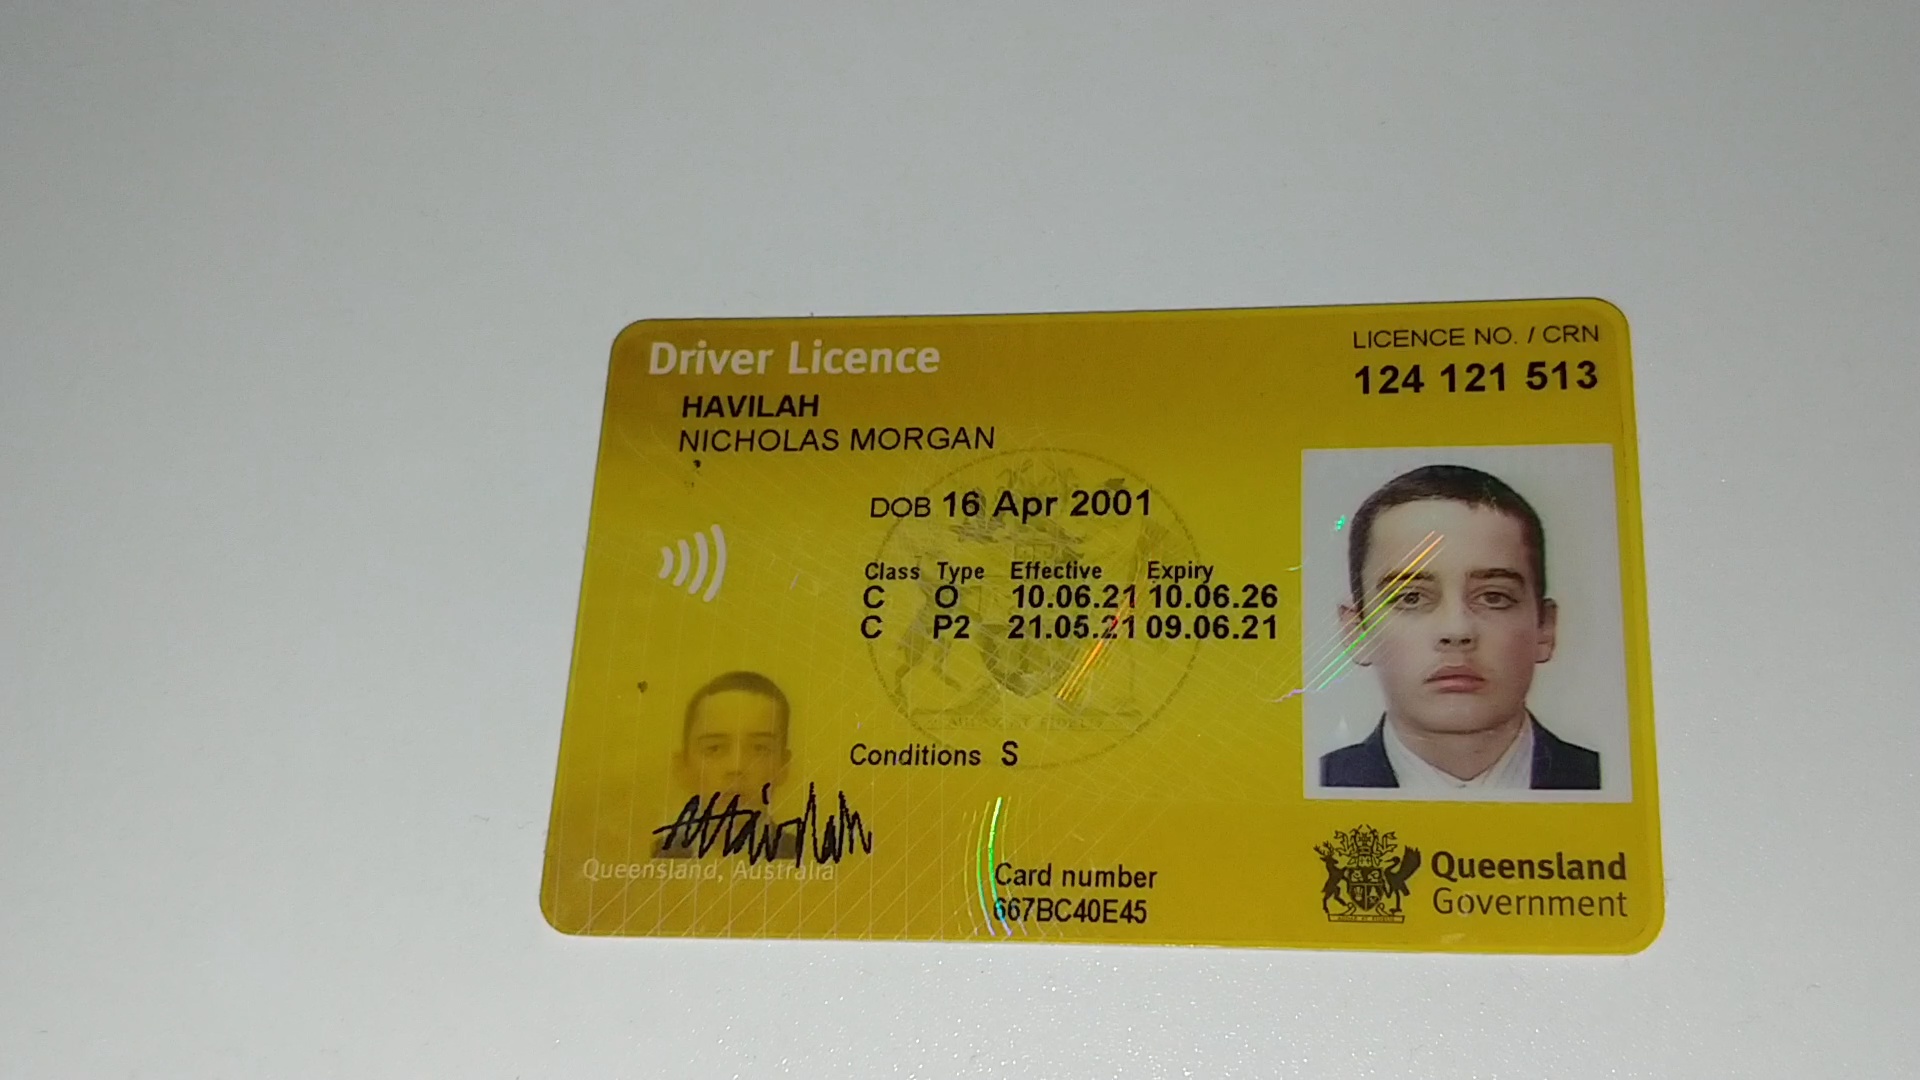 Driver Licence
LICENCE NO. / CRN
124 121 513
HAVILAH
NICHOLAS MORGAN
DOB 16 Apr 2001
Class Type Effective Expiry
C O 10.06.21 10.06.26
C P2 21.05.21 09.06.21
Conditions S
Queensland, Australia
Card number
667BC40E45
Queensland
Government